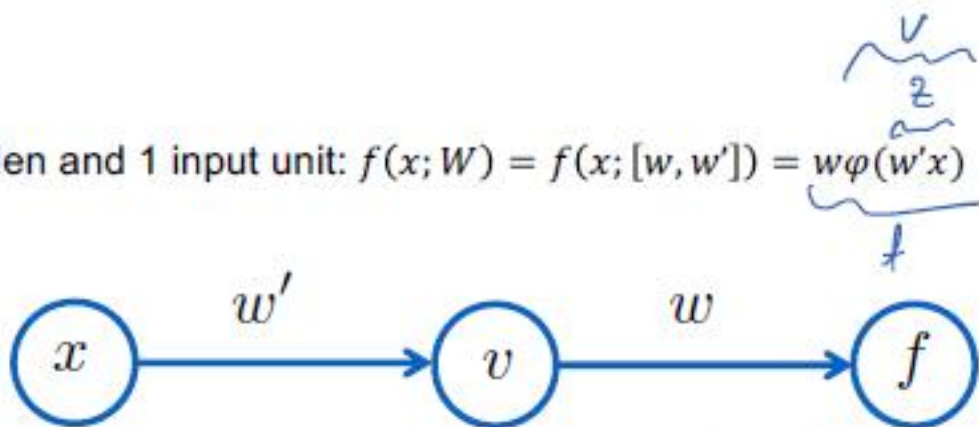 v
z
en and 1 input unit: f(x; W) = f(x; [w, w']) = wφ(w'x)
f
w' w
x v f